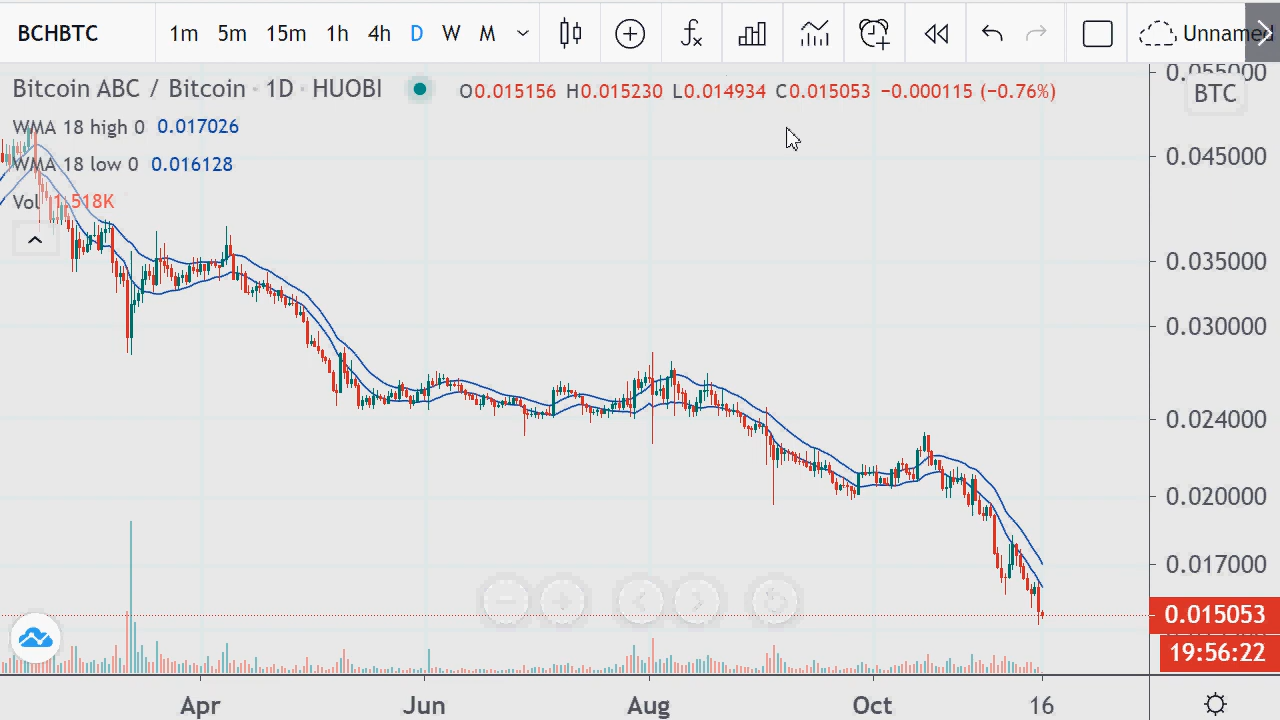 BCHBTC 1m 5m 15m 1h 4h D W M Unnamed
Bitcoin ABC / Bitcoin · 1D · HUOBI O0.015156 H0.015230 L0.014934 C0.015053 −0.000115 (−0.76%)
WMA 18 high 0 0.017026
WMA 18 low 0 0.016128
Vol 1.518K
0.055000
BTC
0.045000
0.035000
0.030000
0.024000
0.020000
0.017000
0.015053
19:56:22
Apr Jun Aug Oct 16